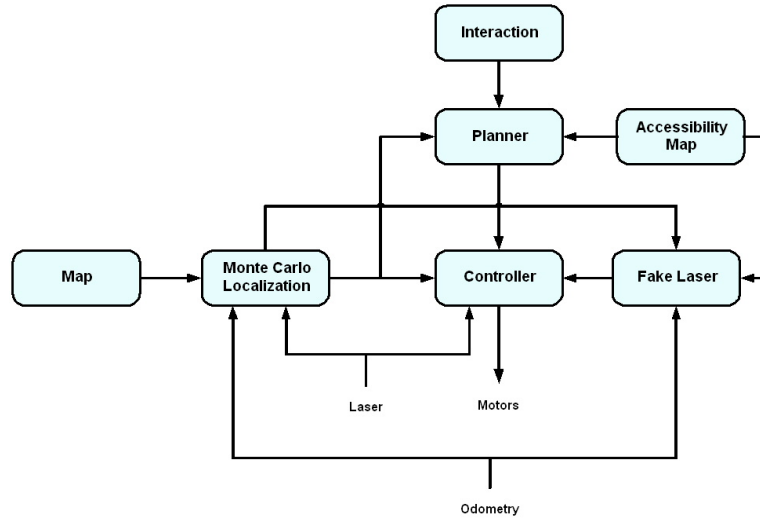 Interaction
Planner
Accessibility
Map
Map
Monte Carlo
Localization
Controller
Fake Laser
Laser
Motors
Odometry